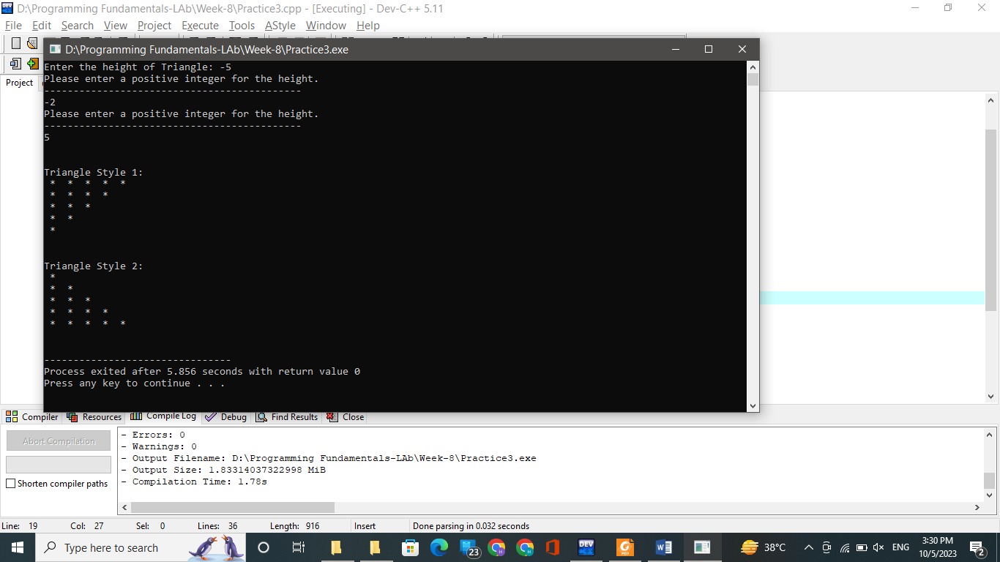 D:\Programming Fundamentals-LAb\Week-8\Practice3.cpp - [Executing] - Dev-C++ 5.11
File Edit Search View Project Execute Tools AStyle Window Help
D:\Programming Fundamentals-LAb\Week-8\Practice3.exe
Project
Enter the height of Triangle: -5
Please enter a positive integer for the height.
--------------------------------------------
-2
Please enter a positive integer for the height.
--------------------------------------------
5
Triangle Style 1:
 *  *  *  *  *
 *  *  *  *
 *  *  *
 *  *
 *
Triangle Style 2:
 *
 *  *
 *  *  *
 *  *  *  *
 *  *  *  *  *
--------------------------------
Process exited after 5.856 seconds with return value 0
Press any key to continue . . .
Compiler Resources Compile Log Debug Find Results Close
Abort Compilation
Shorten compiler paths
- Errors: 0
- Warnings: 0
- Output Filename: D:\Programming Fundamentals-LAb\Week-8\Practice3.exe
- Output Size: 1.83314037322998 MiB
- Compilation Time: 1.78s
Line: 19 Col: 27 Sel: 0 Lines: 36 Length: 916 Insert Done parsing in 0.032 seconds
Type here to search
23
DEV
PDF
38°C
ENG
3:30 PM
10/5/2023
2